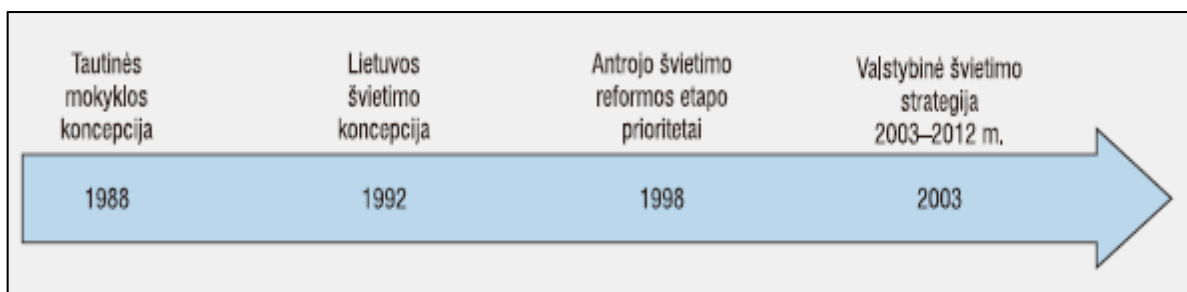 Tautinės
mokyklos
koncepcija
1988
Lietuvos
švietimo
koncepcija
1992
Antrojo švietimo
reformos etapo
prioritetai
1998
Valstybinė švietimo
strategija
2003–2012 m.
2003